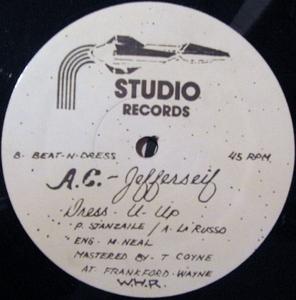 STUDIO
RECORDS
B- BEAT-N-DRESS 45 RPM
A.C. - Jefferseif
Dress-U-Up
P. STANZAILE / A. LA'RUSSO
ENG- M. NEAL
MASTERED BY - T COYNE
AT FRANKFORD-WAYNE
W.H.R.